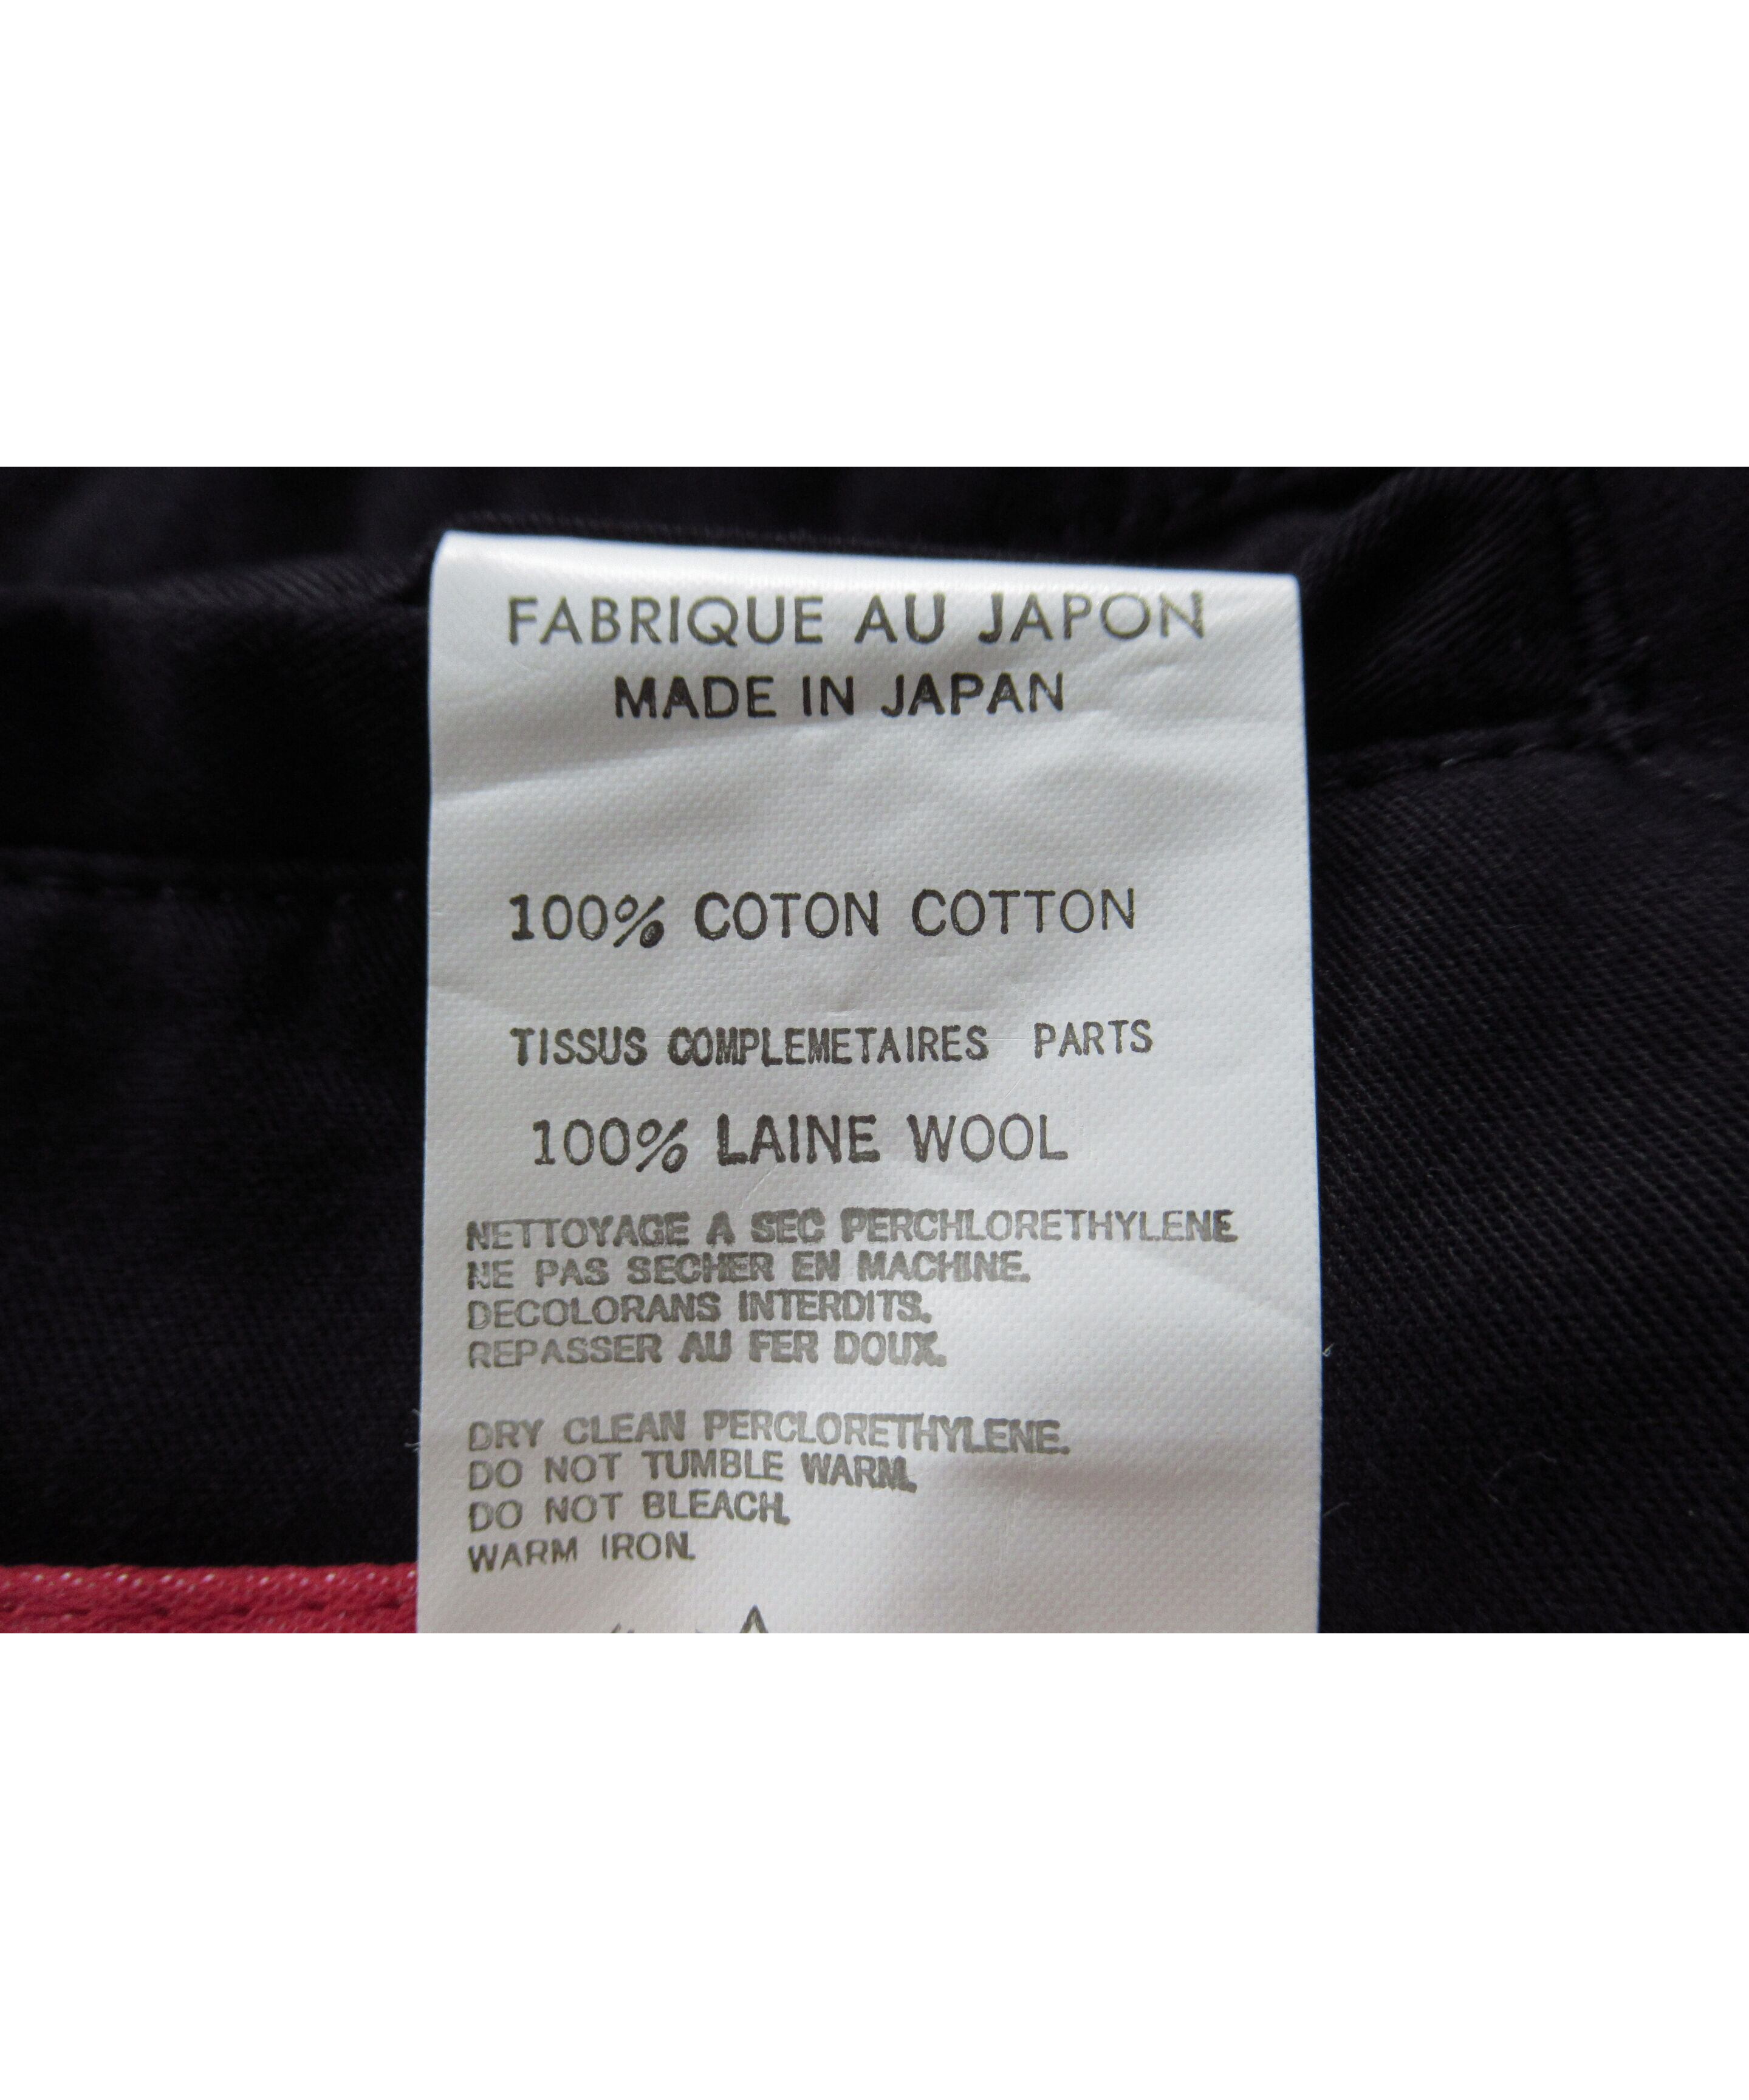 FABRIQUE AU JAPON
MADE IN JAPAN
100% COTON COTTON
TISSUS COMPLEMETAIRES PARTS
100% LAINE WOOL
NETTOYAGE A SEC PERCHLORETHYLENE
NE PAS SECHER EN MACHINE.
DECOLORANS INTERDITS.
REPASSER AU FER DOUX.
DRY CLEAN PERCLORETHYLENE.
DO NOT TUMBLE WARM.
DO NOT BLEACH.
WARM IRON.